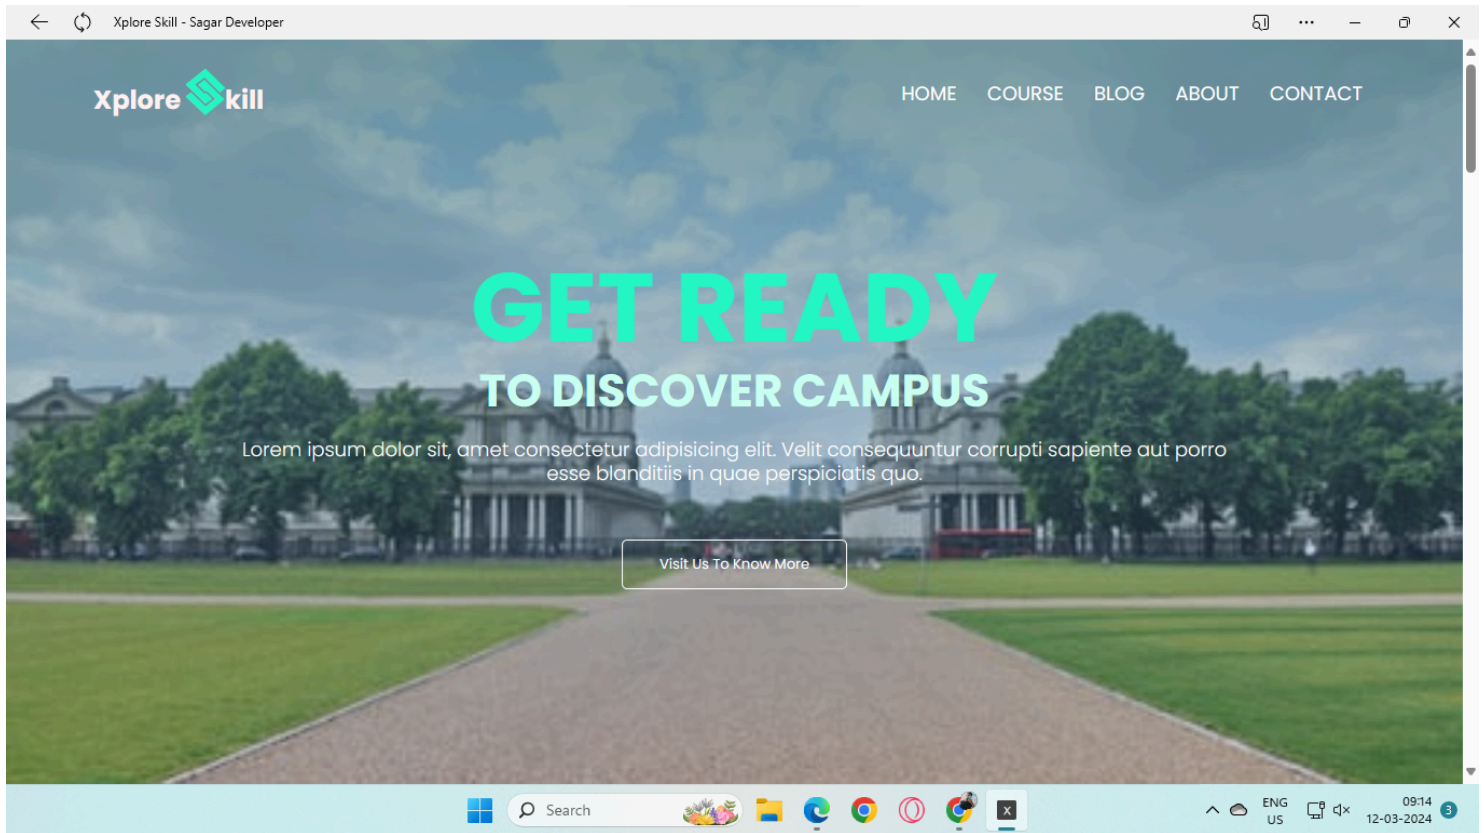 Xplore Skill - Sagar Developer
Xplore Skill
HOME COURSE BLOG ABOUT CONTACT
GET READY
TO DISCOVER CAMPUS
Lorem ipsum dolor sit, amet consectetur adipisicing elit. Velit consequuntur corrupti sapiente aut porro
esse blanditiis in quae perspiciatis quo.
Visit Us To Know More
Search
X
ENG
US
09:14
12-03-2024
3